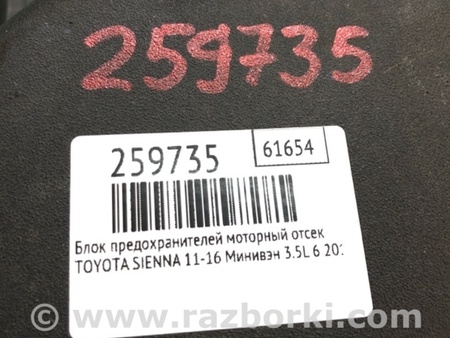 259735
259735 61654
Блок предохранителей моторный отсек
TOYOTA SIENNA 11-16 Минивэн 3.5L 6
www.razborki.com